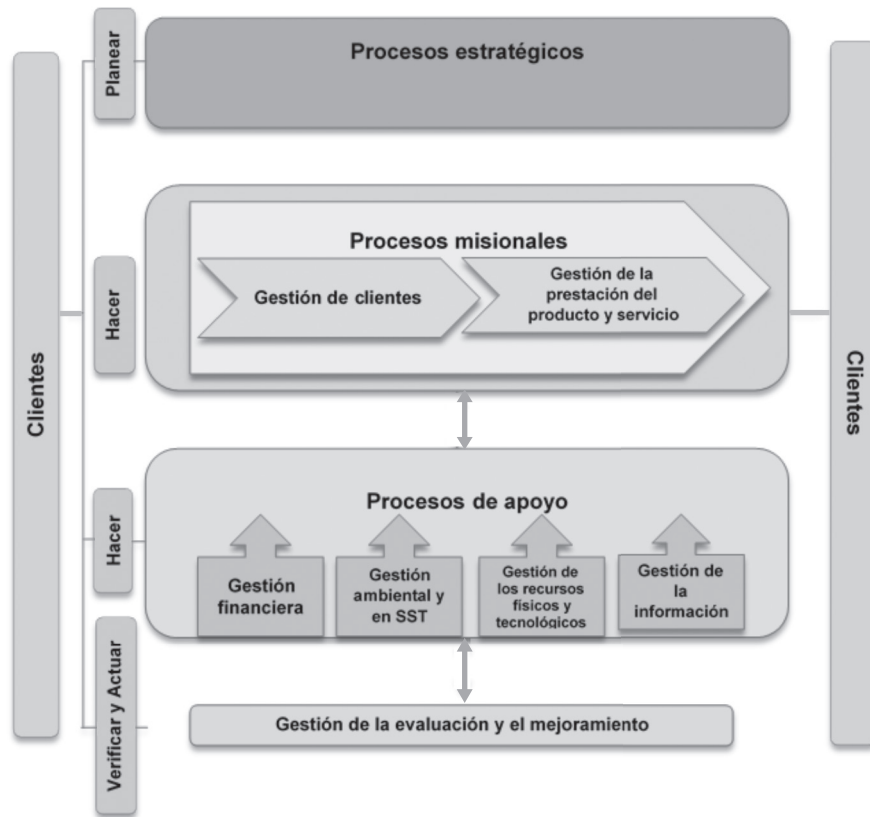 Clientes
Planear
Procesos estratégicos
Hacer
Procesos misionales
Gestión de clientes
Gestión de la
prestación del
producto y servicio
Clientes
Hacer
Procesos de apoyo
Gestión
financiera
Gestión
ambiental y
en SST
Gestión de
los recursos
físicos y
tecnológicos
Gestión de
la
información
Verificar y Actuar
Gestión de la evaluación y el mejoramiento